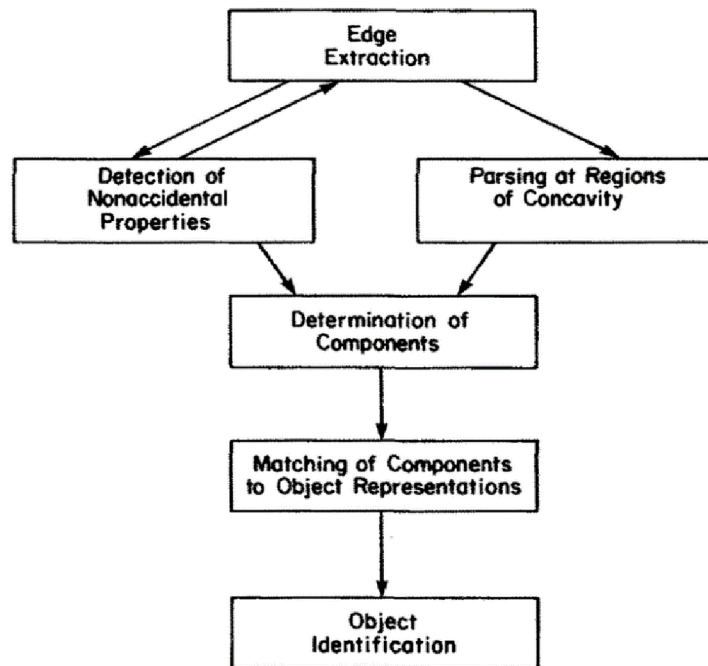 Edge
Extraction
Detection of
Nonaccidental
Properties
Parsing at Regions
of Concavity
Determination of
Components
Matching of Components
to Object Representations
Object
Identification